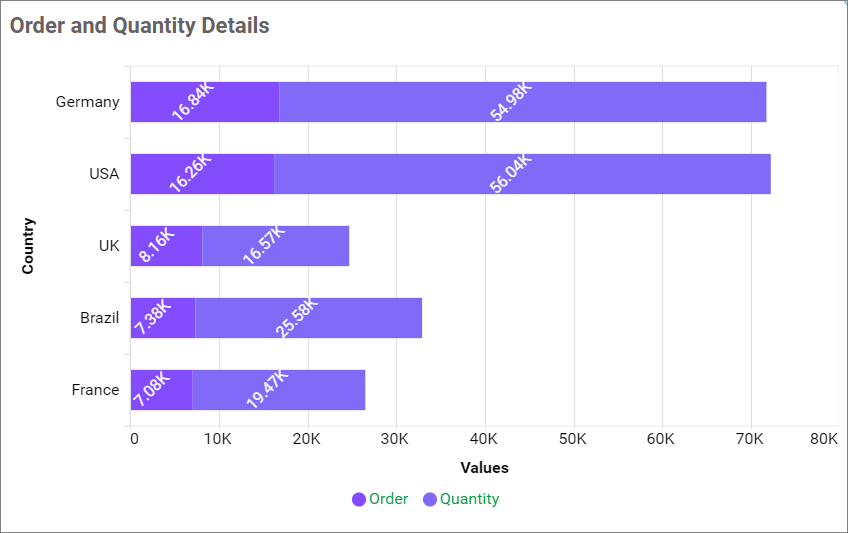 Order and Quantity Details
Country
Germany
16.84K
54.98K
USA
16.26K
56.04K
UK
8.16K
16.57K
Brazil
7.38K
25.58K
France
7.08K
19.47K
0 10K 20K 30K 40K 50K 60K 70K 80K
Values
Order Quantity